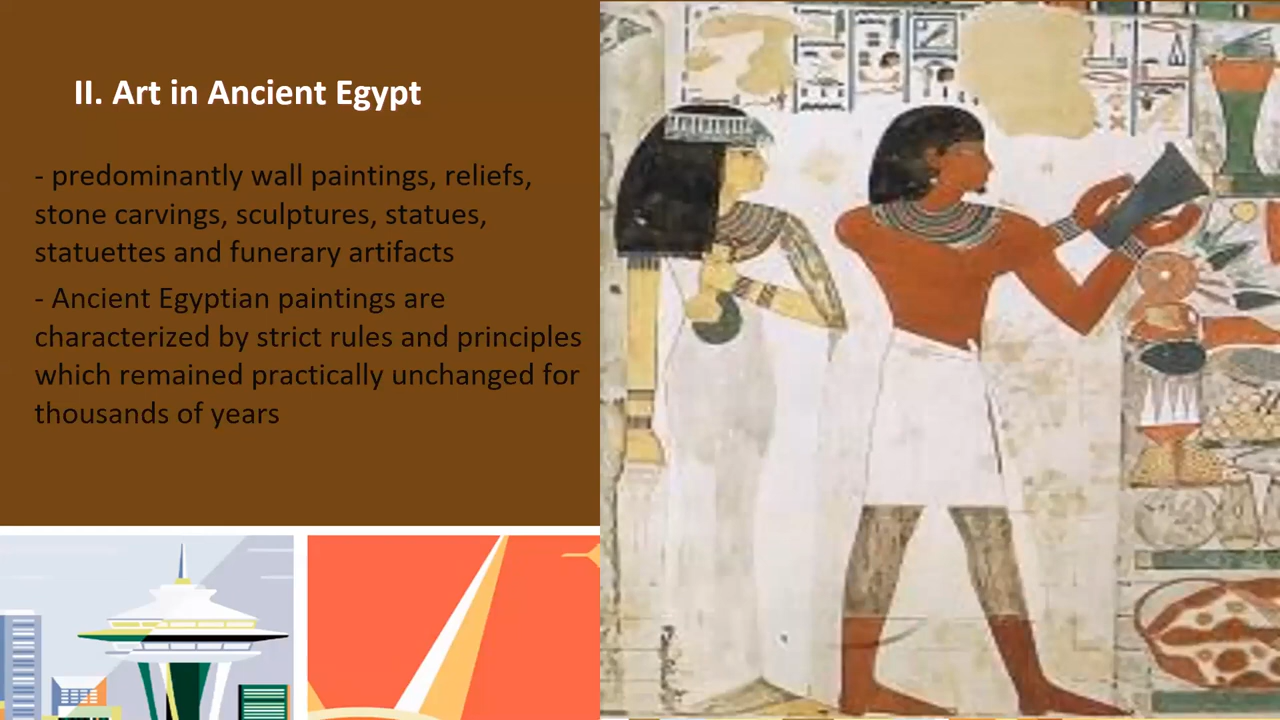 II. Art in Ancient Egypt
- predominantly wall paintings, reliefs,
stone carvings, sculptures, statues,
statuettes and funerary artifacts
- Ancient Egyptian paintings are
characterized by strict rules and principles
which remained practically unchanged for
thousands of years